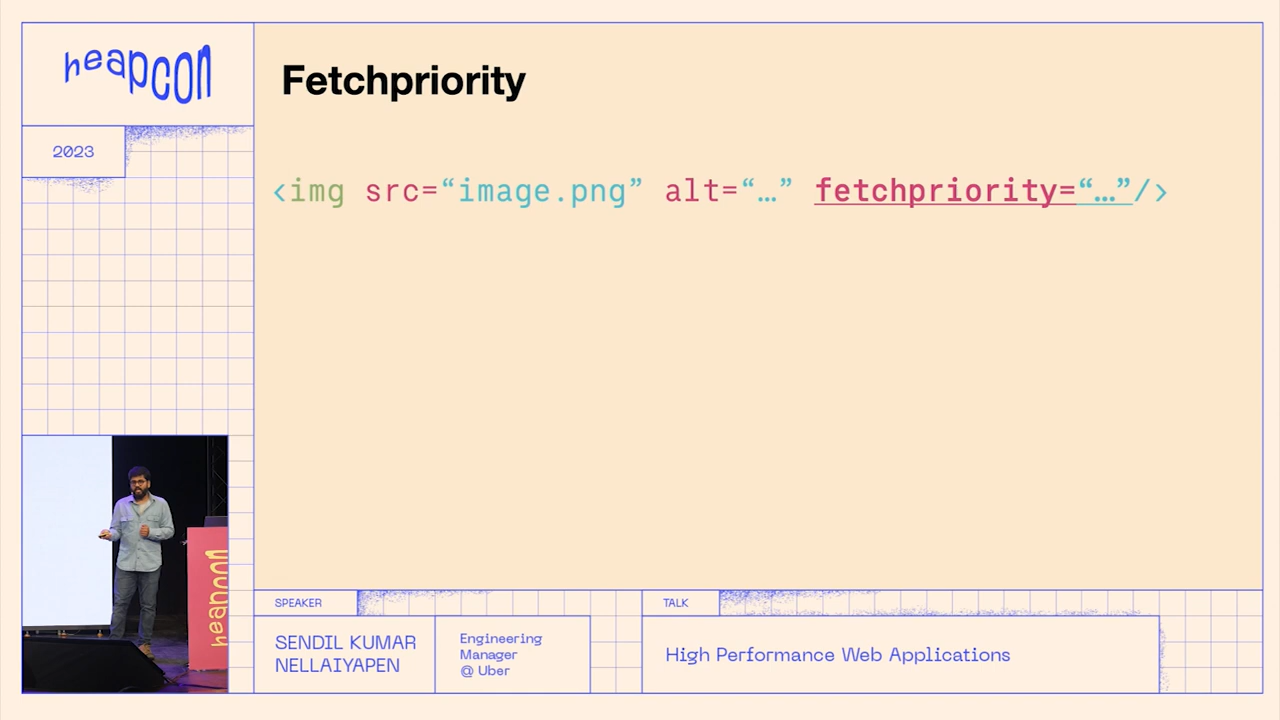 heapcon
2023
Fetchpriority
<img src=“image.png” alt=“…” fetchpriority=“…”/>
heapcon
SPEAKER
SENDIL KUMAR
NELLAIYAPEN
Engineering
Manager
@ Uber
TALK
High Performance Web Applications